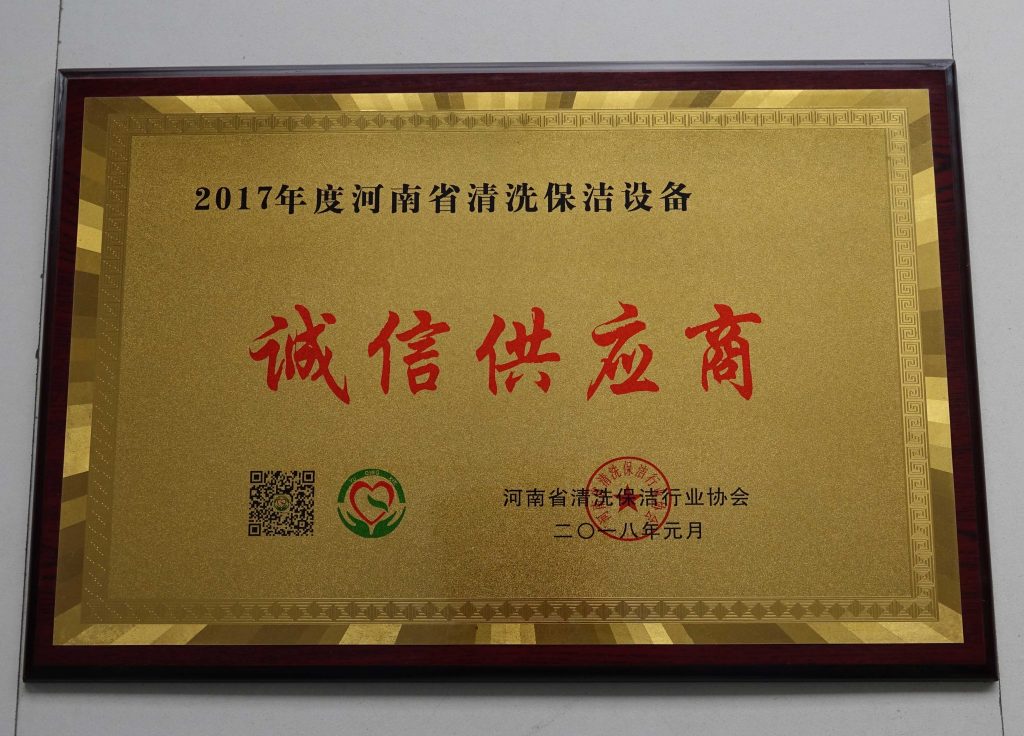 2017年度河南省清洗保洁设备
诚信供应商
河南省清洗保洁行业协会
二〇一八年元月